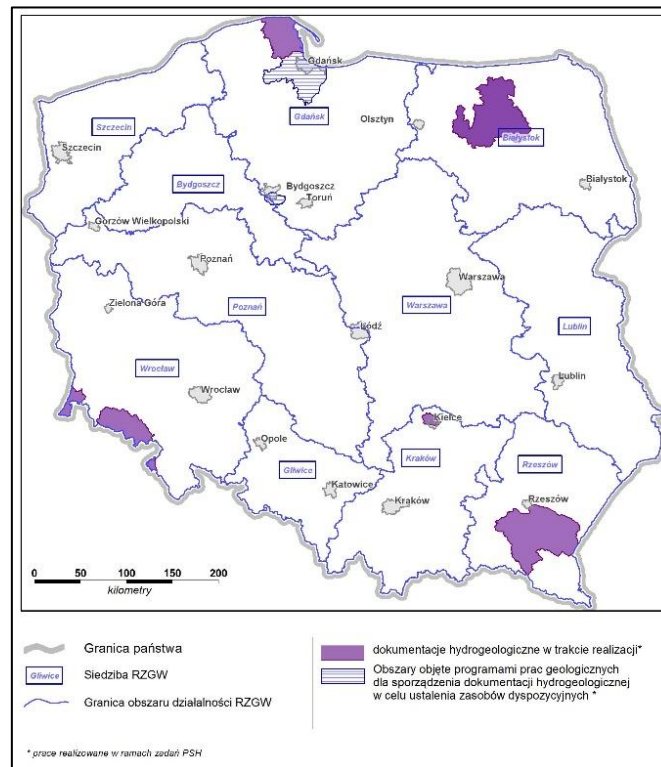 Gdańsk
Gdańsk
Olsztyn
Białystok
Szczecin
Szczecin
Bydgoszcz
Bydgoszcz
Toruń
Białystok
Gorzów Wielkopolski
Poznań
Warszawa
Zielona Góra
Poznań
Warszawa
Łódź
Lublin
Wrocław
Wrocław
Lublin
Opole
Kielce
Gliwice
Kraków
Rzeszów
Katowice
Kraków
Rzeszów
0 50 100 150 200
kilometry
Granica państwa
Gliwice Siedziba RZGW
Granica obszaru działalności RZGW
dokumentacje hydrogeologiczne w trakcie realizacji*
Obszary objęte programami prac geologicznych
dla sporządzenia dokumentacji hydrogeologicznej
w celu ustalenia zasobów dyspozycyjnych *
* prace realizowane w ramach zadań PSH